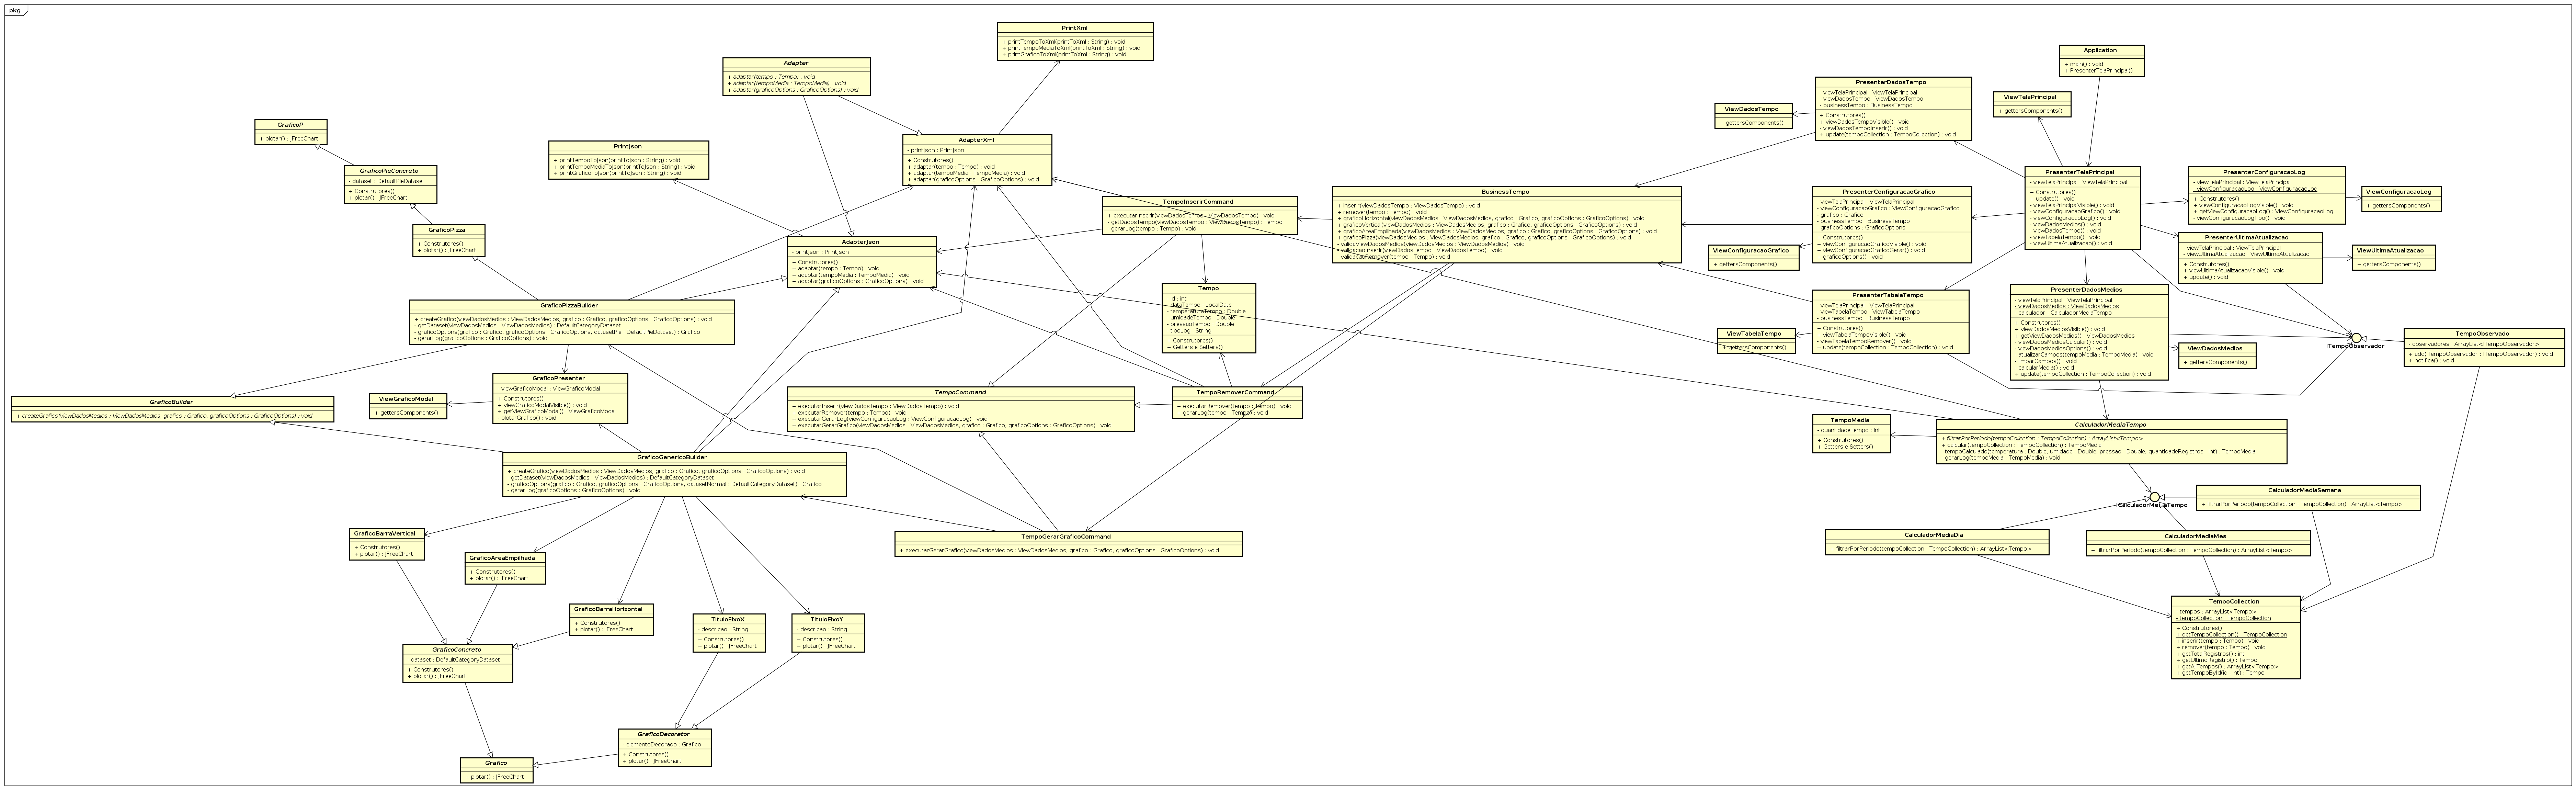 pkg
PrintXml
+ printTempoToXml(printToXml : String) : void
+ printTempoMediaToXml(printToXml : String) : void
+ printGraficoToXml(printToXml : String) : void
Application
+ main() : void
+ PresenterTelaPrincipal()
Adapter
+ adaptar(tempo : Tempo) : void
+ adaptar(tempoMedia : TempoMedia) : void
+ adaptar(graficoOptions : GraficoOptions) : void
PresenterDadosTempo
- viewTelaPrincipal : ViewTelaPrincipal
- viewDadosTempo : ViewDadosTempo
- businessTempo : BusinessTempo
+ Construtores()
+ viewDadosTempoVisible() : void
- viewDadosTempoInserir() : void
+ update(tempoCollection : TempoCollection) : void
ViewTelaPrincipal
+ gettersComponents()
ViewDadosTempo
+ gettersComponents()
GraficoP
+ plotar() : JFreeChart
AdapterXml
- printJson : PrintJson
+ Construtores()
+ adaptar(tempo : Tempo) : void
+ adaptar(tempoMedia : TempoMedia) : void
+ adaptar(graficoOptions : GraficoOptions) : void
PrintJson
+ printTempoToJson(printToJson : String) : void
+ printTempoMediaToJson(printToJson : String) : void
+ printGraficoToJson(printToJson : String) : void
GraficoPieConcreto
- dataset : DefaultPieDataset
+ Construtores()
+ plotar() : JFreeChart
PresenterTelaPrincipal
- viewTelaPrincipal : ViewTelaPrincipal
+ Construtores()
+ update() : void
- viewTelaPrincipalVisible() : void
- viewConfiguracaoGrafico() : void
- viewConfiguracaoLog() : void
- viewDadosMedios() : void
- viewDadosTempo() : void
- viewTabelaTempo() : void
- viewUltimaAtualizacao() : void
PresenterConfiguracaoLog
- viewTelaPrincipal : ViewTelaPrincipal
- viewConfiguracaoLog : ViewConfiguracaoLog
+ Construtores()
+ viewConfiguracaoLogVisible() : void
+ getViewConfiguracaoLog() : ViewConfiguracaoLog
- viewConfiguracaoLogTipo() : void
ViewConfiguracaoLog
+ gettersComponents()
BusinessTempo
+ inserir(viewDadosTempo : ViewDadosTempo) : void
+ remover(tempo : Tempo) : void
+ graficoHorizontal(viewDadosMedios : ViewDadosMedios, grafico : Grafico, graficoOptions : GraficoOptions) : void
+ graficoVertical(viewDadosMedios : ViewDadosMedios, grafico : Grafico, graficoOptions : GraficoOptions) : void
+ graficoAreaEmpilhada(viewDadosMedios : ViewDadosMedios, grafico : Grafico, graficoOptions : GraficoOptions) : void
+ graficoPizza(viewDadosMedios : ViewDadosMedios, grafico : Grafico, graficoOptions : GraficoOptions) : void
- validaViewDadosMedios(viewDadosMedios : ViewDadosMedios) : void
- validacaoInserir(viewDadosTempo : ViewDadosTempo) : void
- validacaoRemover(tempo : Tempo) : void
PresenterConfiguracaoGrafico
- viewTelaPrincipal : ViewTelaPrincipal
- viewConfiguracaoGrafico : ViewConfiguracaoGrafico
- grafico : Grafico
- businessTempo : BusinessTempo
- graficoOptions : GraficoOptions
+ Construtores()
+ viewConfiguracaoGraficoVisible() : void
+ viewConfiguracaoGraficoGerar() : void
+ graficoOptions() : void
TempoInserirCommand
+ executarInserir(viewDadosTempo : ViewDadosTempo) : void
- getDadosTempo(viewDadosTempo : ViewDadosTempo) : Tempo
- gerarLog(tempo : Tempo) : void
GraficoPizza
+ Construtores()
+ plotar() : JFreeChart
AdapterJson
- printJson : PrintJson
+ Construtores()
+ adaptar(tempo : Tempo) : void
+ adaptar(tempoMedia : TempoMedia) : void
+ adaptar(graficoOptions : GraficoOptions) : void
PresenterUltimaAtualizacao
- viewTelaPrincipal : ViewTelaPrincipal
- viewUltimaAtualizacao : ViewUltimaAtualizacao
+ Construtores()
+ viewUltimaAtualizacaoVisible() : void
+ update() : void
ViewUltimaAtualizacao
+ gettersComponents()
ViewConfiguracaoGrafico
+ gettersComponents()
Tempo
- id : int
- dataTempo : LocalDate
- temperaturaTempo : Double
- umidadeTempo : Double
- pressaoTempo : Double
- tipoLog : String
+ Construtores()
+ Getters e Setters()
PresenterDadosMedios
- viewTelaPrincipal : ViewTelaPrincipal
- viewDadosMedios : ViewDadosMedios
- calculador : CalculadorMediaTempo
+ Construtores()
+ viewDadosMediosVisible() : void
+ getViewDadosMedios() : ViewDadosMedios
- viewDadosMediosCalcular() : void
- viewDadosMediosOptions() : void
- atualizarCampos(tempoMedia : TempoMedia) : void
- limparCampos() : void
- calcularMedia() : void
+ update(tempoCollection : TempoCollection) : void
PresenterTabelaTempo
- viewTelaPrincipal : ViewTelaPrincipal
- viewTabelaTempo : ViewTabelaTempo
- businessTempo : BusinessTempo
+ Construtores()
+ viewTabelaTempoVisible() : void
- viewTabelaTempoRemover() : void
+ update(tempoCollection : TempoCollection) : void
GraficoPizzaBuilder
+ createGrafico(viewDadosMedios : ViewDadosMedios, grafico : Grafico, graficoOptions : GraficoOptions) : void
- getDataset(viewDadosMedios : ViewDadosMedios) : DefaultCategoryDataset
- graficoOptions(grafico : Grafico, graficoOptions : GraficoOptions, datasetPie : DefaultPieDataset) : Grafico
- gerarLog(graficoOptions : GraficoOptions) : void
ViewTabelaTempo
+ gettersComponents()
ITempoObservador
TempoObservado
- observadores : ArrayList<ITempoObservador>
+ add(ITempoObservador : ITempoObservador) : void
+ notifica() : void
ViewDadosMedios
+ gettersComponents()
GraficoPresenter
- viewGraficoModal : ViewGraficoModal
+ Construtores()
+ viewGraficoModalVisible() : void
+ getViewGraficoModal() : ViewGraficoModal
- plotarGrafico() : void
ViewGraficoModal
+ gettersComponents()
GraficoBuilder
+ createGrafico(viewDadosMedios : ViewDadosMedios, grafico : Grafico, graficoOptions : GraficoOptions) : void
TempoCommand
+ executarInserir(viewDadosTempo : ViewDadosTempo) : void
+ executarRemover(tempo : Tempo) : void
+ executarGerarLog(viewConfiguracaoLog : ViewConfiguracaoLog) : void
+ executarGerarGrafico(viewDadosMedios : ViewDadosMedios, grafico : Grafico, graficoOptions : GraficoOptions) : void
TempoRemoverCommand
+ executarRemover(tempo : Tempo) : void
+ gerarLog(tempo : Tempo) : void
TempoMedia
- quantidadeTempo : int
+ Construtores()
+ Getters e Setters()
CalculadorMediaTempo
+ filtrarPorPeriodo(tempoCollection : TempoCollection) : ArrayList<Tempo>
+ calcular(tempoCollection : TempoCollection) : TempoMedia
- tempoCalculado(temperatura : Double, umidade : Double, pressao : Double, quantidadeRegistros : int) : TempoMedia
- gerarLog(tempoMedia : TempoMedia) : void
GraficoGenericoBuilder
+ createGrafico(viewDadosMedios : ViewDadosMedios, grafico : Grafico, graficoOptions : GraficoOptions) : void
- getDataset(viewDadosMedios : ViewDadosMedios) : DefaultCategoryDataset
- graficoOptions(grafico : Grafico, graficoOptions : GraficoOptions, datasetNormal : DefaultCategoryDataset) : Grafico
- gerarLog(graficoOptions : GraficoOptions) : void
ICalculadorMediaTempo
CalculadorMediaSemana
+ filtrarPorPeriodo(tempoCollection : TempoCollection) : ArrayList<Tempo>
CalculadorMediaDia
+ filtrarPorPeriodo(tempoCollection : TempoCollection) : ArrayList<Tempo>
CalculadorMediaMes
+ filtrarPorPeriodo(tempoCollection : TempoCollection) : ArrayList<Tempo>
GraficoBarraVertical
+ Construtores()
+ plotar() : JFreeChart
TempoGerarGraficoCommand
+ executarGerarGrafico(viewDadosMedios : ViewDadosMedios, grafico : Grafico, graficoOptions : GraficoOptions) : void
GraficoAreaEmpilhada
+ Construtores()
+ plotar() : JFreeChart
GraficoBarraHorizontal
+ Construtores()
+ plotar() : JFreeChart
TituloEixoX
- descricao : String
+ Construtores()
+ plotar() : JFreeChart
TituloEixoY
- descricao : String
+ Construtores()
+ plotar() : JFreeChart
TempoCollection
- tempos : ArrayList<Tempo>
- tempoCollection : TempoCollection
+ Construtores()
+ getTempoCollection() : TempoCollection
+ inserir(tempo : Tempo) : void
+ remover(tempo : Tempo) : void
+ getTotalRegistros() : int
+ getUltimoRegistro() : Tempo
+ getAllTempos() : ArrayList<Tempo>
+ getTempoById(id : int) : Tempo
GraficoConcreto
- dataset : DefaultCategoryDataset
+ Construtores()
+ plotar() : JFreeChart
GraficoDecorator
- elementoDecorado : Grafico
+ Construtores()
+ plotar() : JFreeChart
Grafico
+ plotar() : JFreeChart